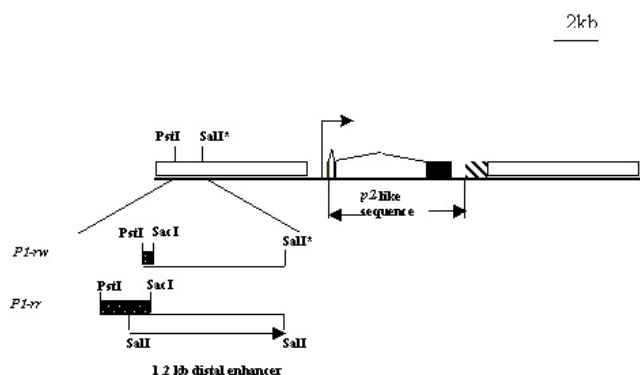 2kb
PstI SalI*
p2 like
sequence
PstI SacI SalI*
P1-rw
PstI SacI
P1-rr
SalI SalI
1.2 kb distal enhancer